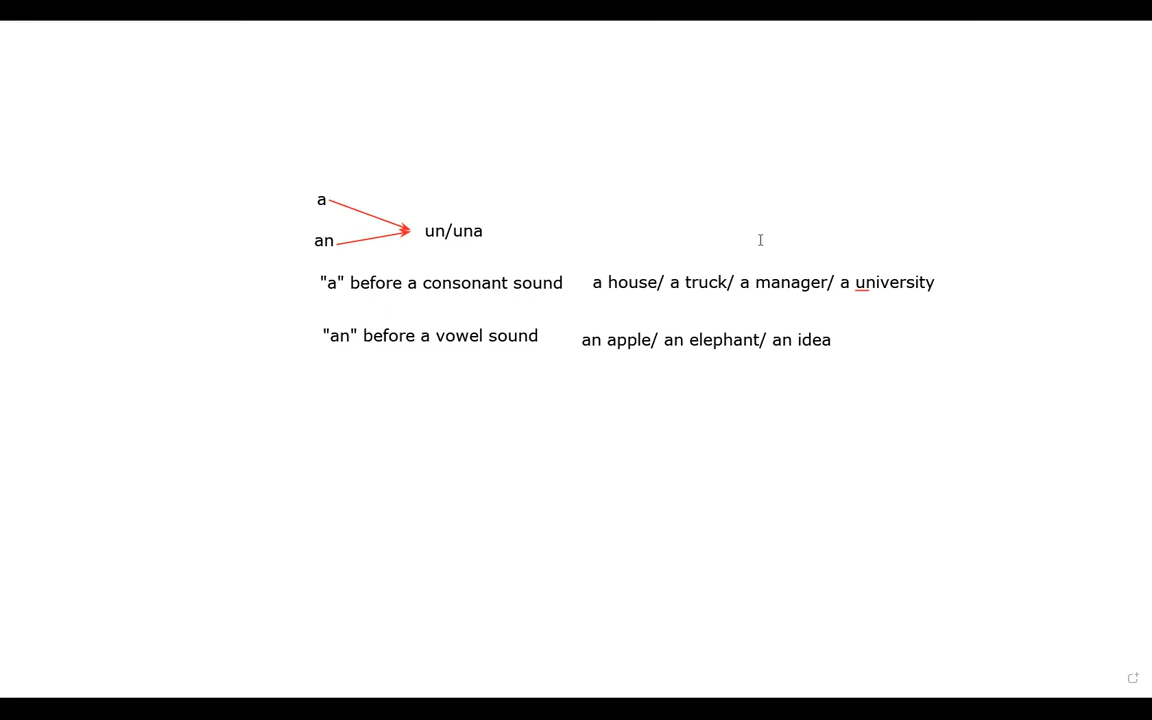 a
an
un/una
"a" before a consonant sound
a house/ a truck/ a manager/ a university
"an" before a vowel sound
an apple/ an elephant/ an idea